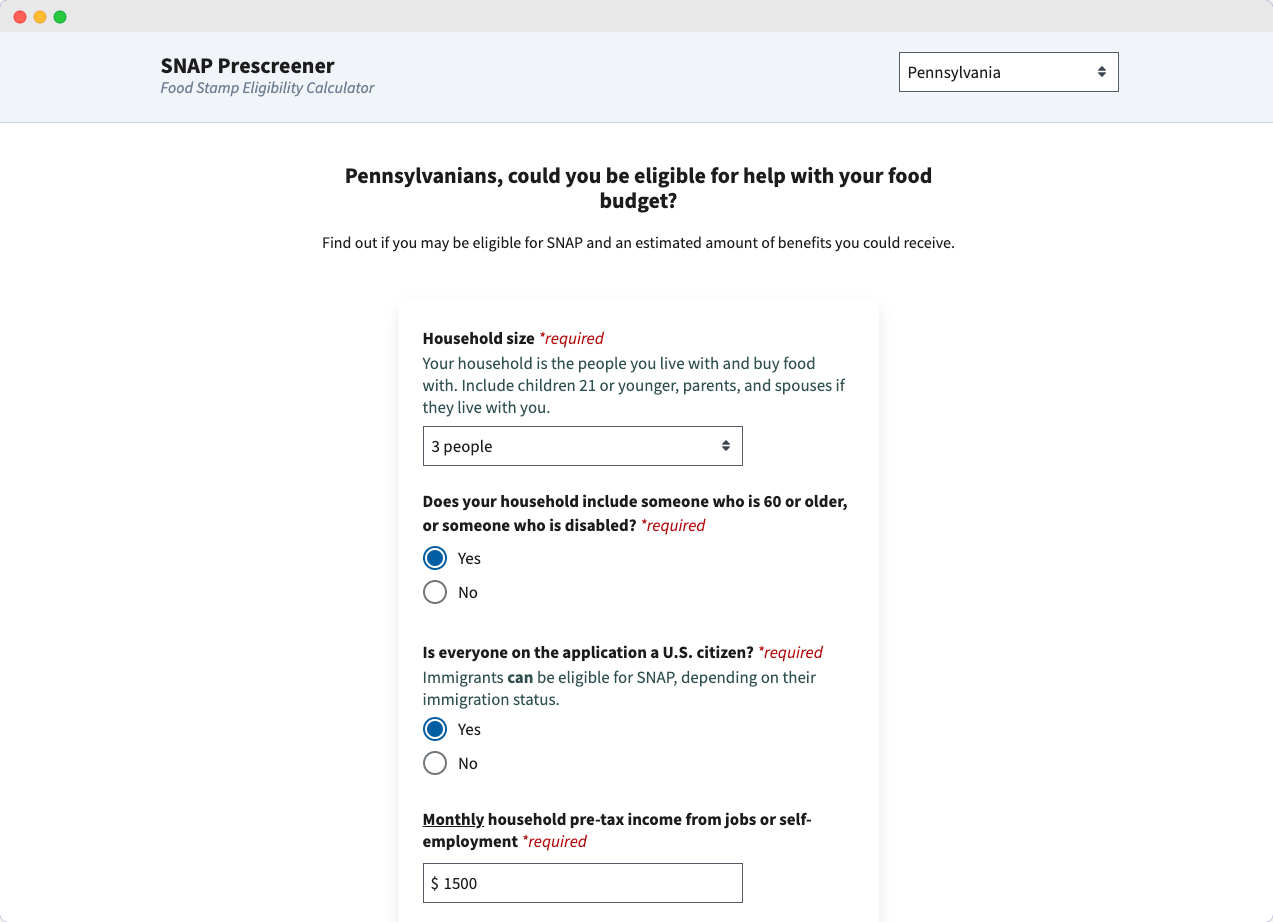 SNAP Prescreener
Food Stamp Eligibility Calculator
Pennsylvania
Pennsylvanians, could you be eligible for help with your food
budget?
Find out if you may be eligible for SNAP and an estimated amount of benefits you could receive.
Household size *required
Your household is the people you live with and buy food
with. Include children 21 or younger, parents, and spouses if
they live with you.
3 people
Does your household include someone who is 60 or older,
or someone who is disabled? *required
Yes
No
Is everyone on the application a U.S. citizen? *required
Immigrants can be eligible for SNAP, depending on their
immigration status.
Yes
No
Monthly household pre-tax income from jobs or self-
employment *required
$ 1500